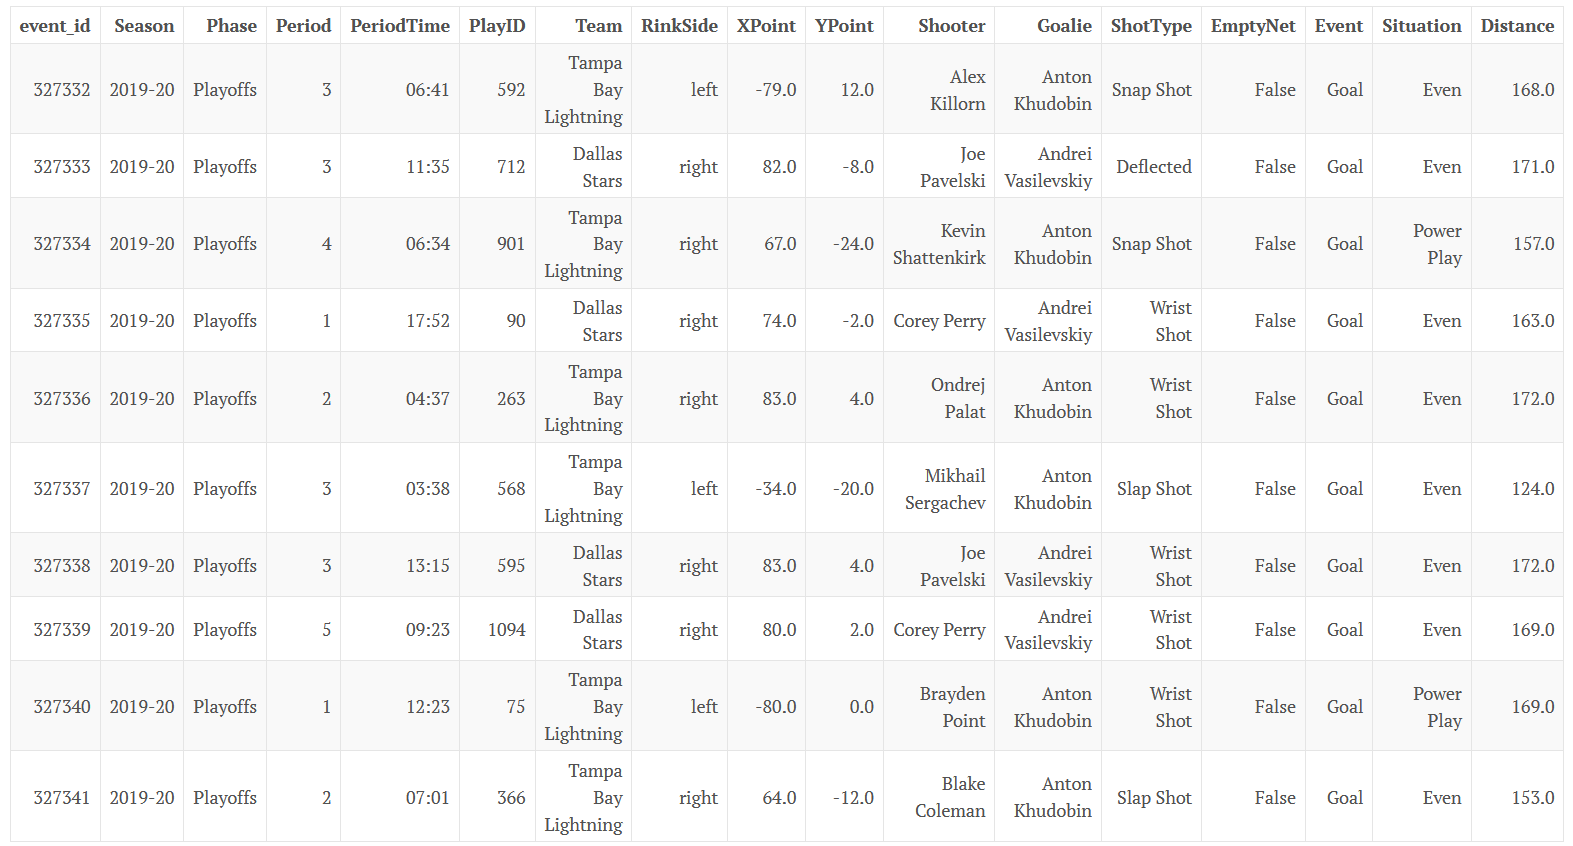 event_id Season Phase Period PeriodTime PlayID Team RinkSide XPoint YPoint Shooter Goalie ShotType EmptyNet Event Situation Distance
327332 2019-20 Playoffs 3 06:41 592 Tampa Bay Lightning left -79.0 12.0 Alex Killorn Anton Khudobin Snap Shot False Goal Even 168.0
327333 2019-20 Playoffs 3 11:35 712 Dallas Stars right 82.0 -8.0 Joe Pavelski Andrei Vasilevskiy Deflected False Goal Even 171.0
327334 2019-20 Playoffs 4 06:34 901 Tampa Bay Lightning right 67.0 -24.0 Kevin Shattenkirk Anton Khudobin Snap Shot False Goal Power Play 157.0
327335 2019-20 Playoffs 1 17:52 90 Dallas Stars right 74.0 -2.0 Corey Perry Andrei Vasilevskiy Wrist Shot False Goal Even 163.0
327336 2019-20 Playoffs 2 04:37 263 Tampa Bay Lightning right 83.0 4.0 Ondrej Palat Anton Khudobin Wrist Shot False Goal Even 172.0
327337 2019-20 Playoffs 3 03:38 568 Tampa Bay Lightning left -34.0 -20.0 Mikhail Sergachev Anton Khudobin Slap Shot False Goal Even 124.0
327338 2019-20 Playoffs 3 13:15 595 Dallas Stars right 83.0 4.0 Joe Pavelski Andrei Vasilevskiy Wrist Shot False Goal Even 172.0
327339 2019-20 Playoffs 5 09:23 1094 Dallas Stars right 80.0 2.0 Corey Perry Andrei Vasilevskiy Wrist Shot False Goal Even 169.0
327340 2019-20 Playoffs 1 12:23 75 Tampa Bay Lightning left -80.0 0.0 Brayden Point Anton Khudobin Wrist Shot False Goal Power Play 169.0
327341 2019-20 Playoffs 2 07:01 366 Tampa Bay Lightning right 64.0 -12.0 Blake Coleman Anton Khudobin Slap Shot False Goal Even 153.0